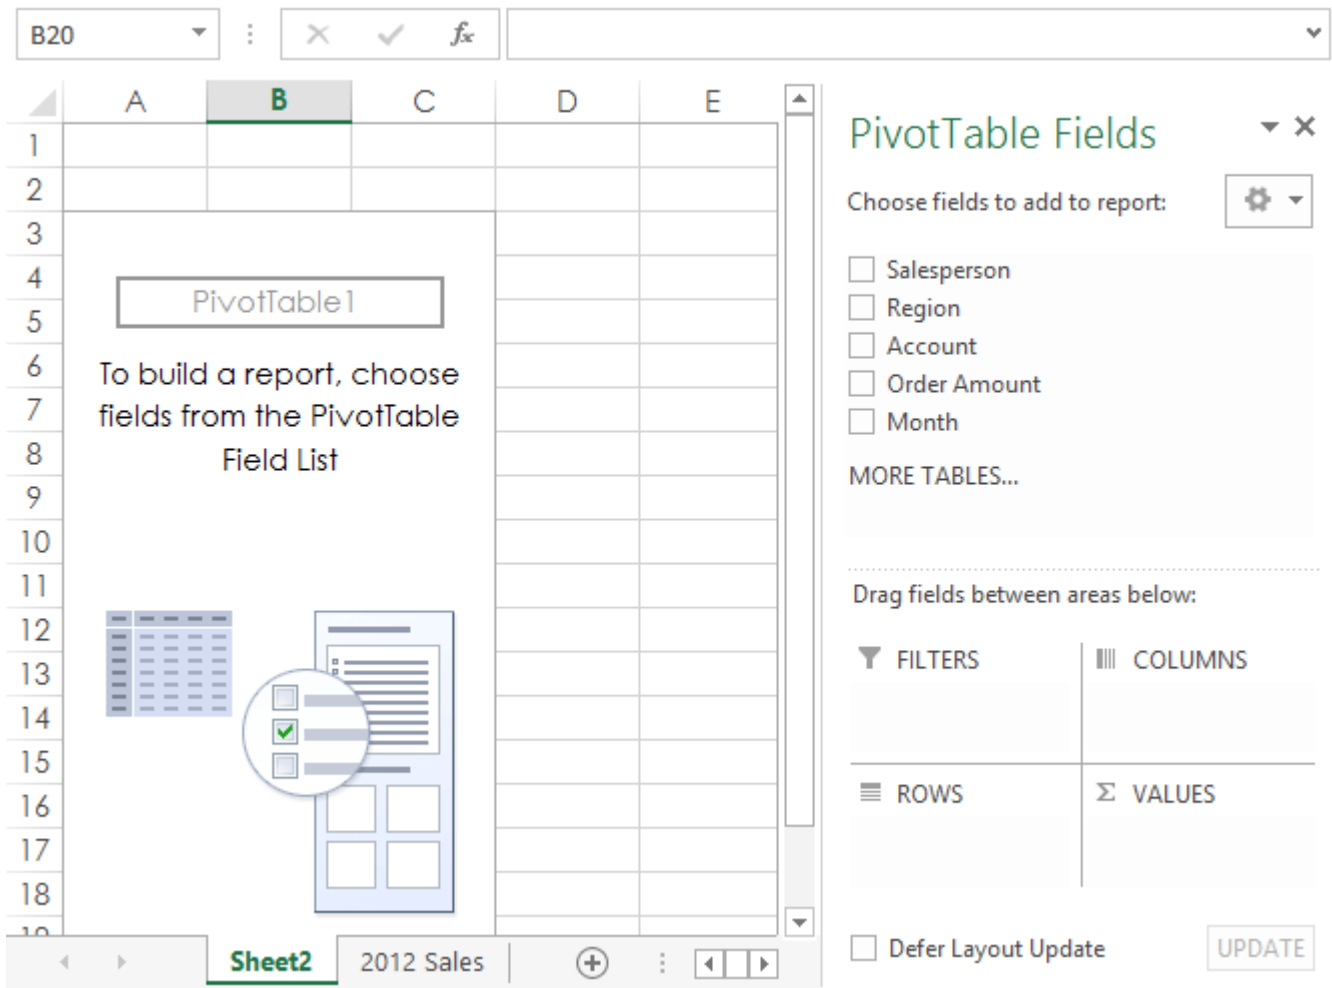 B20
fx
A B C D E
1
2
3
4
5
6
7
8
9
10
11
12
13
14
15
16
17
18
19
PivotTable1
To build a report, choose
fields from the PivotTable
Field List
Sheet2 2012 Sales
PivotTable Fields
Choose fields to add to report:
Salesperson
Region
Account
Order Amount
Month
MORE TABLES...
Drag fields between areas below:
FILTERS
COLUMNS
ROWS
Σ VALUES
Defer Layout Update
UPDATE